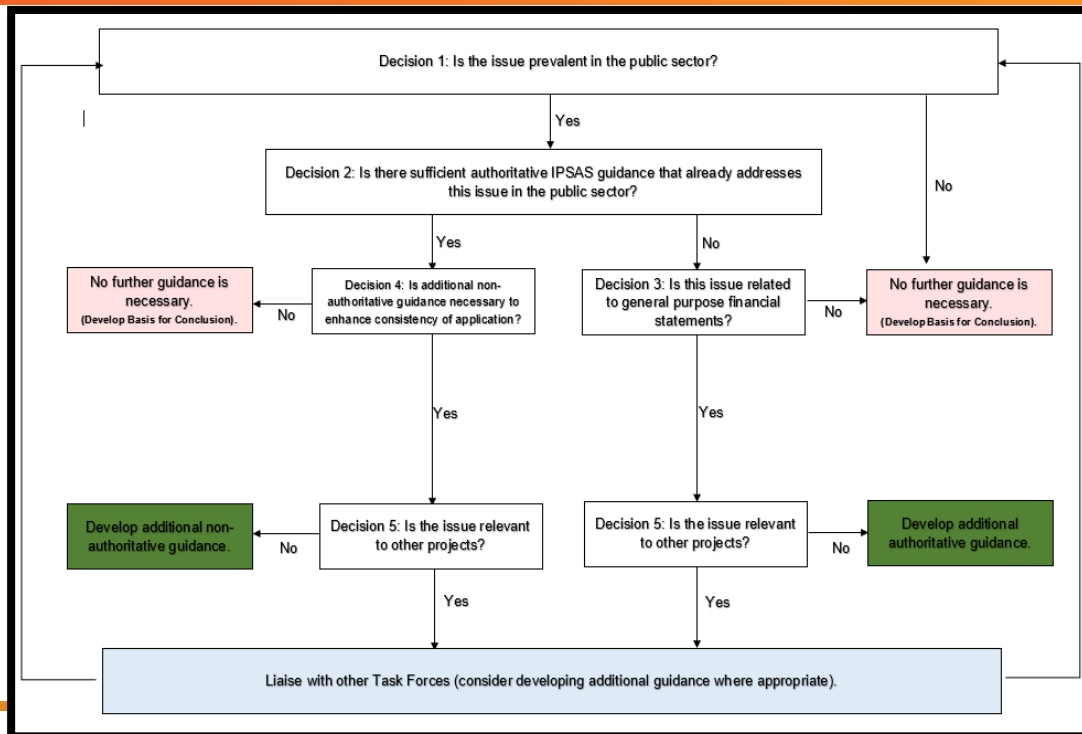 Decision 1: Is the issue prevalent in the public sector?
Yes
No
Decision 2: Is there sufficient authoritative IPSAS guidance that already addresses
this issue in the public sector?
Yes
No
No further guidance is
necessary.
(Develop Basis for Conclusion).
No
Decision 4: Is additional non-
authoritative guidance necessary to
enhance consistency of application?
Decision 3: Is this issue related
to general purpose financial
statements?
No
No further guidance is
necessary.
(Develop Basis for Conclusion).
Yes
Yes
Develop additional non-
authoritative guidance.
No
Decision 5: Is the issue relevant
to other projects?
Decision 5: Is the issue relevant
to other projects?
No
Develop additional
authoritative guidance.
Yes
Yes
Liaise with other Task Forces (consider developing additional guidance where appropriate).